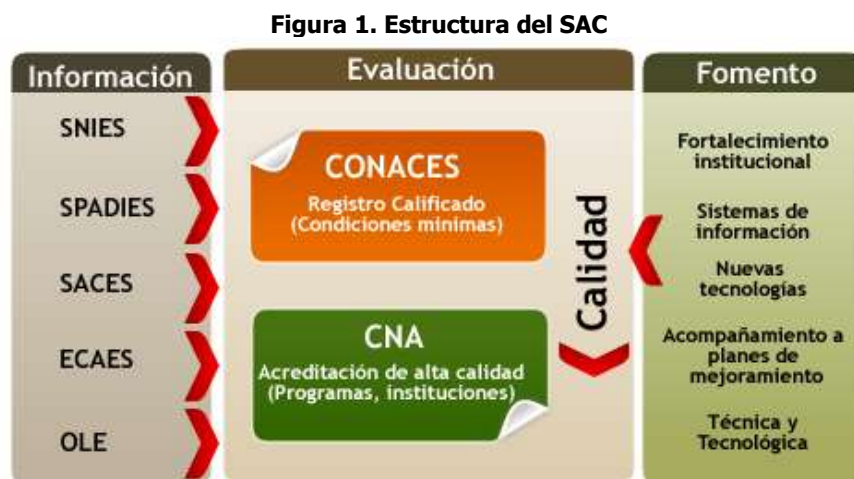 Figura 1. Estructura del SAC
Información
SNIES
SPADIES
SACES
ECAES
OLE
Evaluación
CONACES
Registro Calificado
(Condiciones minimas)
CNA
Acreditación de alta calidad
(Programas, instituciones)
Calidad
Fomento
Fortalecimiento
institucional
Sistemas de
información
Nuevas
tecnologías
Acompañamiento a
planes de
mejoramiento
Técnica y
Tecnológica